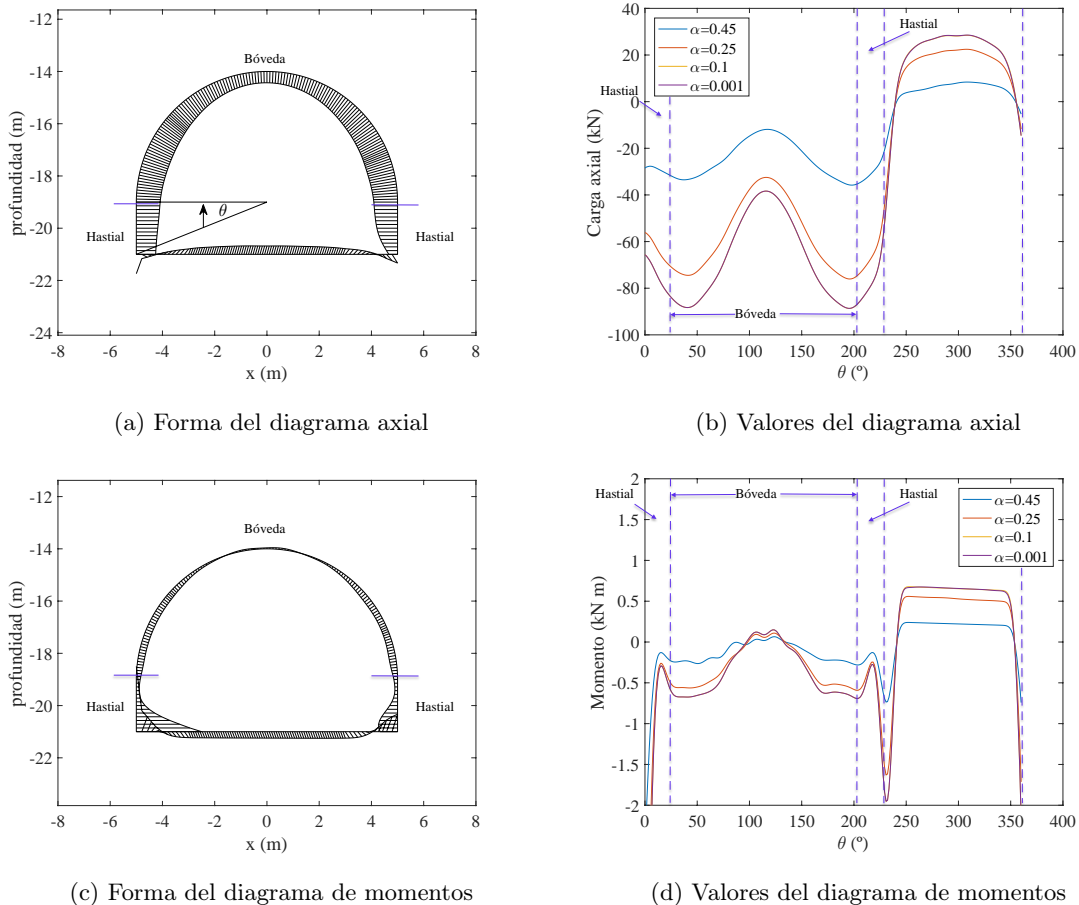 -12
-14
-16
-18
-20
-22
-24
-8
-6
-4
-2
0
2
4
6
8
x (m)
profundidad (m)
Bóveda
Hastial
Hastial
θ
(a) Forma del diagrama axial
40
20
0
-20
-40
-60
-80
-100
0
50
100
150
200
250
300
350
400
θ (º)
Carga axial (kN)
α=0.45
α=0.25
α=0.1
α=0.001
Hastial
Hastial
Bóveda
(b) Valores del diagrama axial
-12
-14
-16
-18
-20
-22
-8
-6
-4
-2
0
2
4
6
8
x (m)
profundidad (m)
Bóveda
Hastial
Hastial
(c) Forma del diagrama de momentos
2
1.5
1
0.5
0
-0.5
-1
-1.5
-2
0
50
100
150
200
250
300
350
400
θ (º)
Momento (kN m)
Hastial
Bóveda
Hastial
α=0.45
α=0.25
α=0.1
α=0.001
(d) Valores del diagrama de momentos